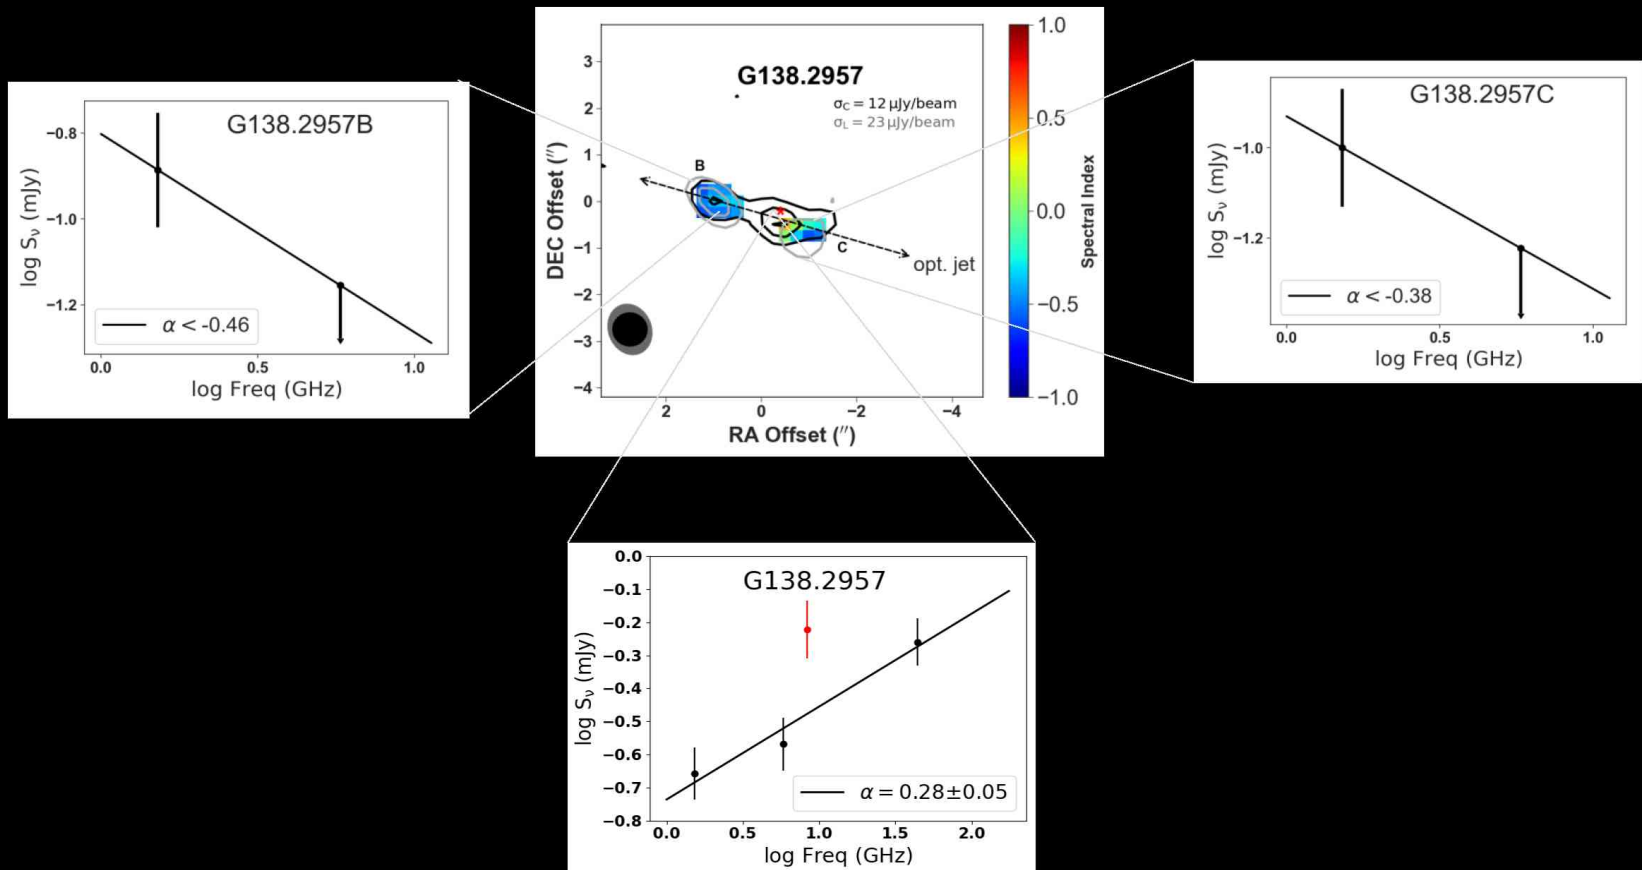 G138.2957B
−0.8
−1.0
−1.2
log Sν (mJy)
α < -0.46
0.0 0.5 1.0
log Freq (GHz)
G138.2957
σC = 12 μJy/beam
σL = 23 μJy/beam
3
2
1
0
−1
−2
−3
−4
DEC Offset (″)
B
C
opt. jet
2 0 −2 −4
RA Offset (″)
1.0
0.5
0.0
−0.5
−1.0
Spectral Index
G138.2957C
−1.0
−1.2
log Sν (mJy)
α < -0.38
0.0 0.5 1.0
log Freq (GHz)
G138.2957
0.0
−0.1
−0.2
−0.3
−0.4
−0.5
−0.6
−0.7
−0.8
log Sν (mJy)
α = 0.28±0.05
0.0 0.5 1.0 1.5 2.0
log Freq (GHz)